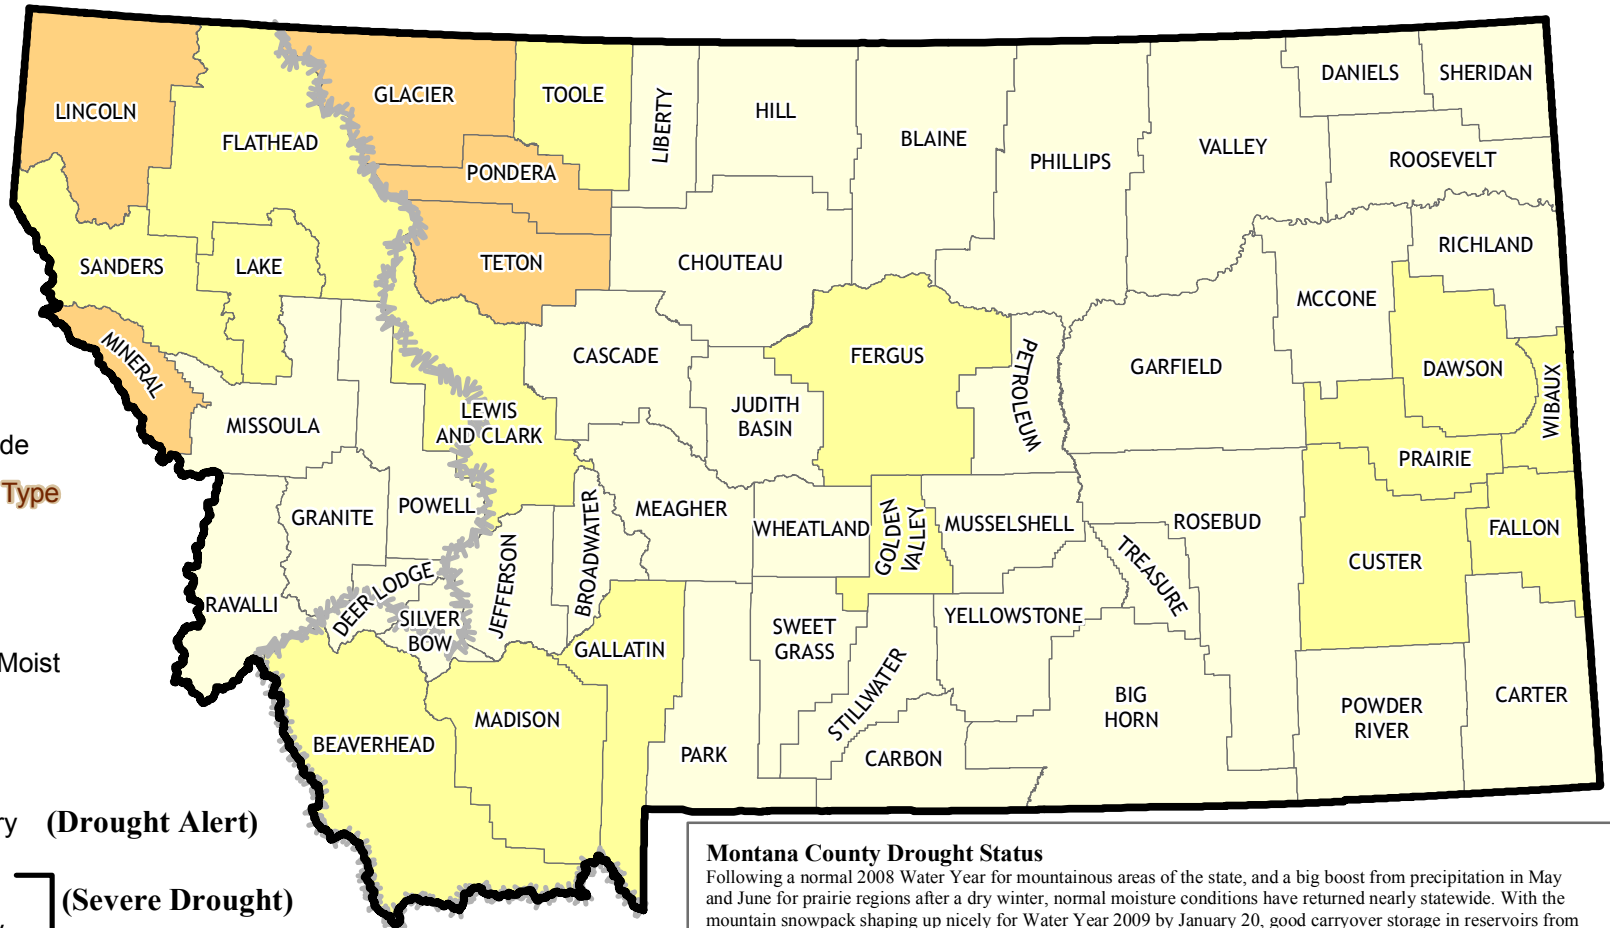 LINCOLN
FLATHEAD
GLACIER
TOOLE
LIBERTY
HILL
BLAINE
PHILLIPS
VALLEY
DANIELS
SHERIDAN
ROOSEVELT
PONDERA
TETON
CHOUTEAU
SANDERS
LAKE
RICHLAND
MCCONE
MINERAL
MISSOULA
CASCADE
FERGUS
PETROLEUM
GARFIELD
DAWSON
WIBAUX
LEWIS
AND CLARK
JUDITH
BASIN
PRAIRIE
GRANITE
POWELL
MEAGHER
WHEATLAND
GOLDEN
VALLEY
MUSSELSHELL
ROSEBUD
TREASURE
CUSTER
FALLON
RAVALLI
DEER LODGE
SILVER
BOW
JEFFERSON
BROADWATER
GALLATIN
SWEET
GRASS
YELLOWSTONE
STILLWATER
BEAVERHEAD
MADISON
PARK
CARBON
BIG
HORN
POWDER
RIVER
CARTER
de
Type
Moist
ry (Drought Alert)
(Severe Drought)
Montana County Drought Status
Following a normal 2008 Water Year for mountainous areas of the state, and a big boost from precipitation in May
and June for prairie regions after a dry winter, normal moisture conditions have returned nearly statewide. With the
mountain snowpack shaping up nicely for Water Year 2009 by January 20, good carryover storage in reservoirs from